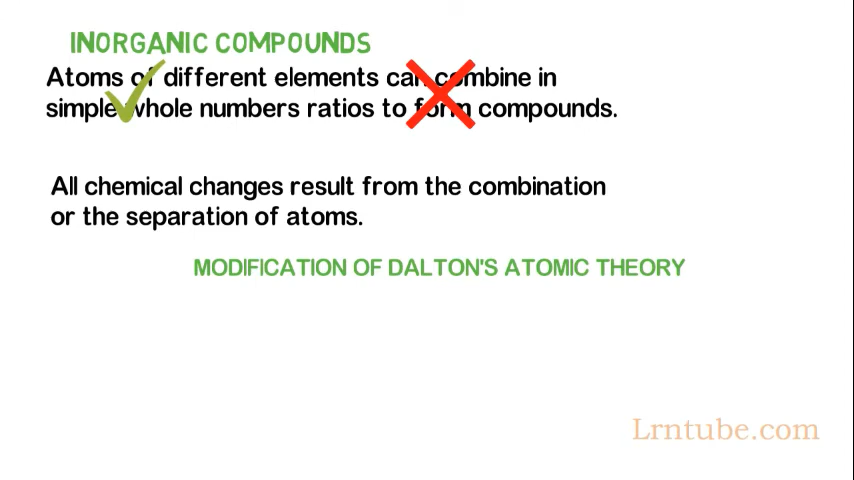 INORGANIC COMPOUNDS
Atoms of different elements can combine in
simple whole numbers ratios to form compounds.
All chemical changes result from the combination
or the separation of atoms.
MODIFICATION OF DALTON'S ATOMIC THEORY
Lrntube.com